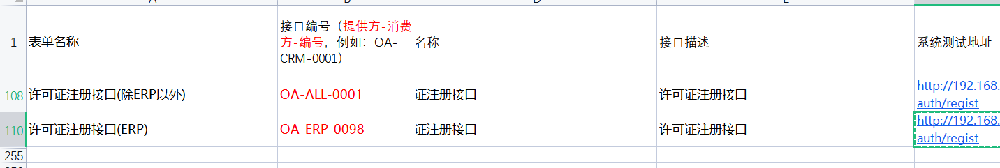 1
表单名称
接口编号（提供方-消费
方-编号，例如：OA-
CRM-0001）
名称
接口描述
系统测试地址
108
许可证注册接口(除ERP以外)
OA-ALL-0001
证注册接口
许可证注册接口
http://192.168.
auth/regist
110
许可证注册接口(ERP)
OA-ERP-0098
证注册接口
许可证注册接口
http://192.168.
auth/regist
255